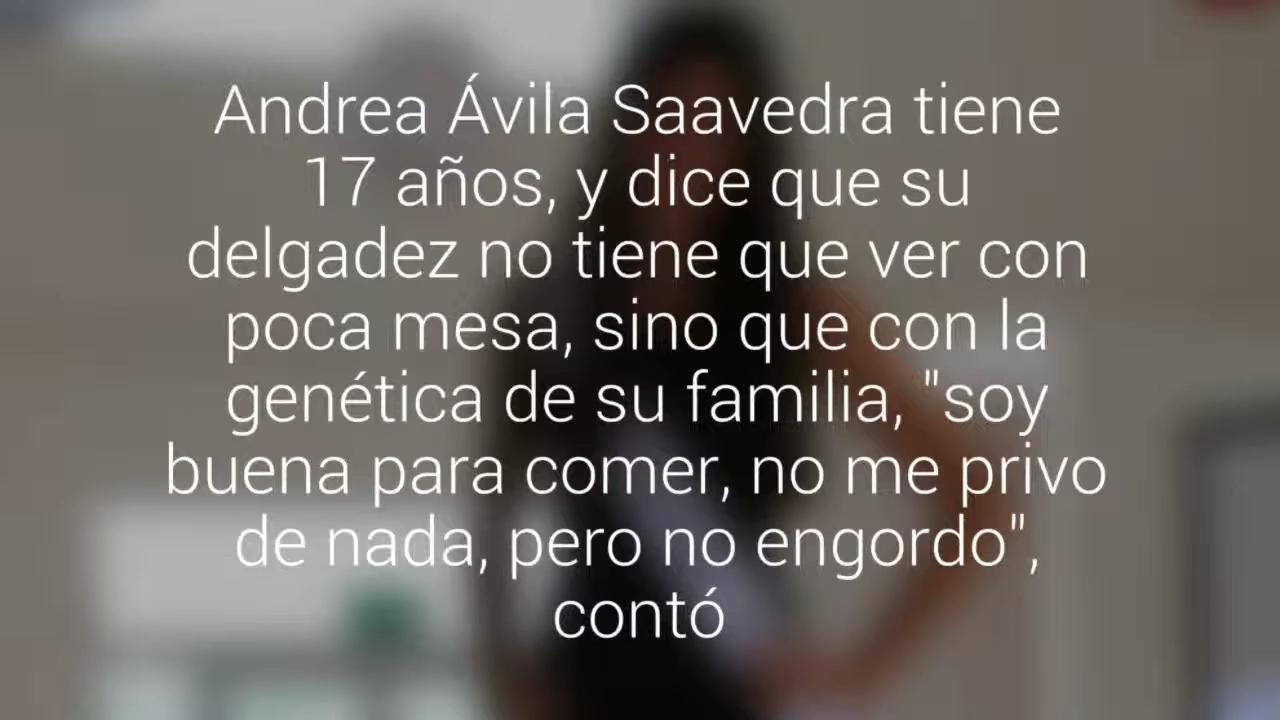 Andrea Ávila Saavedra tiene
17 años, y dice que su
delgadez no tiene que ver con
poca mesa, sino que con la
genética de su familia, "soy
buena para comer, no me privo
de nada, pero no engordo",
contó